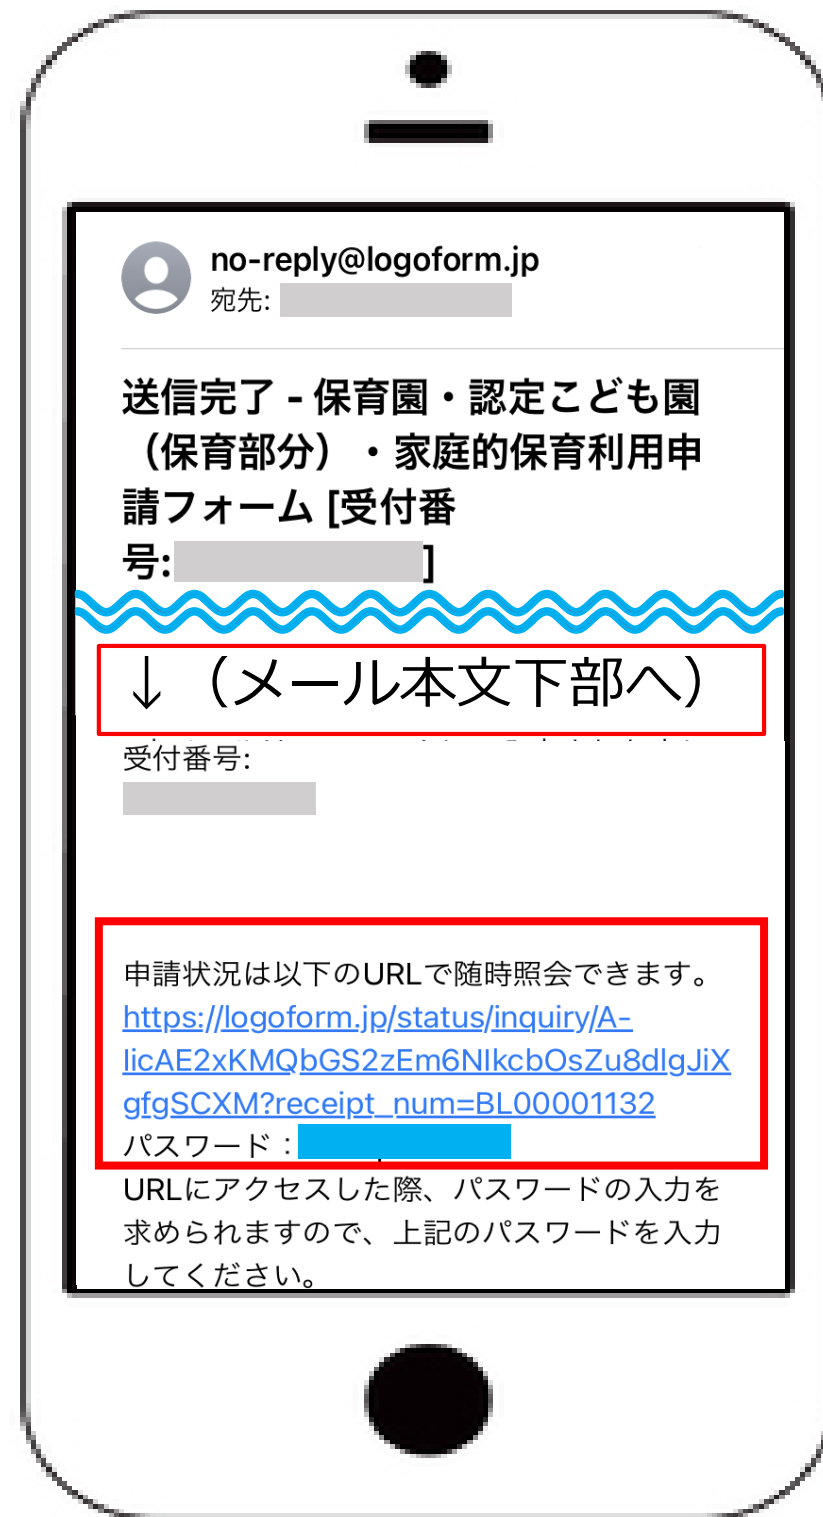 no-reply@logoform.jp
宛先:
送信完了 - 保育園・認定こども園
（保育部分）・家庭的保育利用申
請フォーム [受付番
号: ]
↓（メール本文下部へ）
受付番号:
申請状況は以下のURLで随時照会できます。
https://logoform.jp/status/inquiry/A-
IicAE2xKMQbGS2zEm6NIkcbOsZu8dlgJiX
gfgSCXM?receipt_num=BL00001132
パスワード：
URLにアクセスした際、パスワードの入力を
求められますので、上記のパスワードを入力
してください。